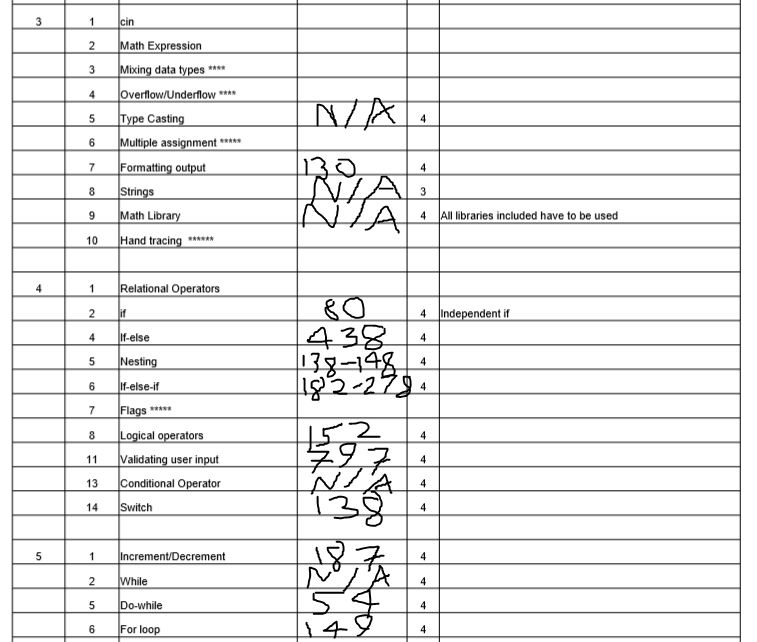 3 1 cin
2 Math Expression
3 Mixing data types ****
4 Overflow/Underflow ****
5 Type Casting N/A 4
6 Multiple assignment *****
7 Formatting output 130 4
8 Strings N/A 3
9 Math Library N/A 4 All libraries included have to be used
10 Hand tracing ******
4 1 Relational Operators
2 if 80 4 Independent if
4 If-else 438 4
5 Nesting 138-148 4
6 If-else-if 182-278 4
7 Flags *****
8 Logical operators 152 4
11 Validating user input 797 4
13 Conditional Operator N/A 4
14 Switch 138 4
5 1 Increment/Decrement 187 4
2 While N/A 4
5 Do-while 54 4
6 For loop 149 4